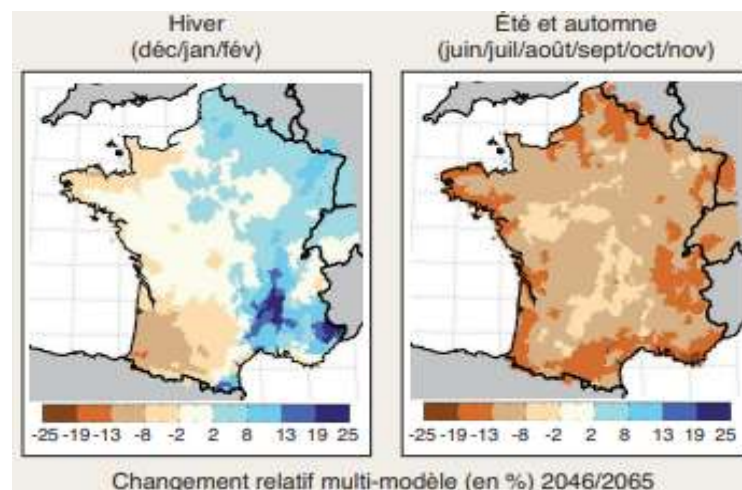 Hiver
(déc/jan/fév)
Été et automne
(juin/juil/août/sept/oct/nov)
-25 -19 -13 -8 -2 2 8 13 19 25
-25 -19 -13 -8 -2 2 8 13 19 25
Changement relatif multi-modèle (en %) 2046/2065